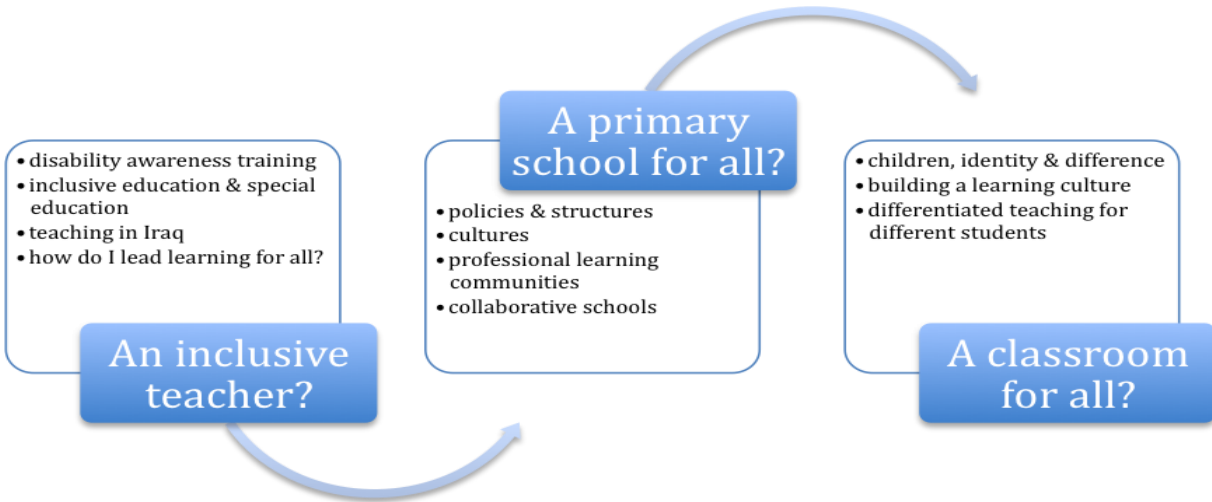 • disability awareness training
• inclusive education & special
education
• teaching in Iraq
• how do I lead learning for all?
An inclusive
teacher?
A primary
school for all?
• policies & structures
• cultures
• professional learning
communities
• collaborative schools
• children, identity & difference
• building a learning culture
• differentiated teaching for
different students
A classroom
for all?